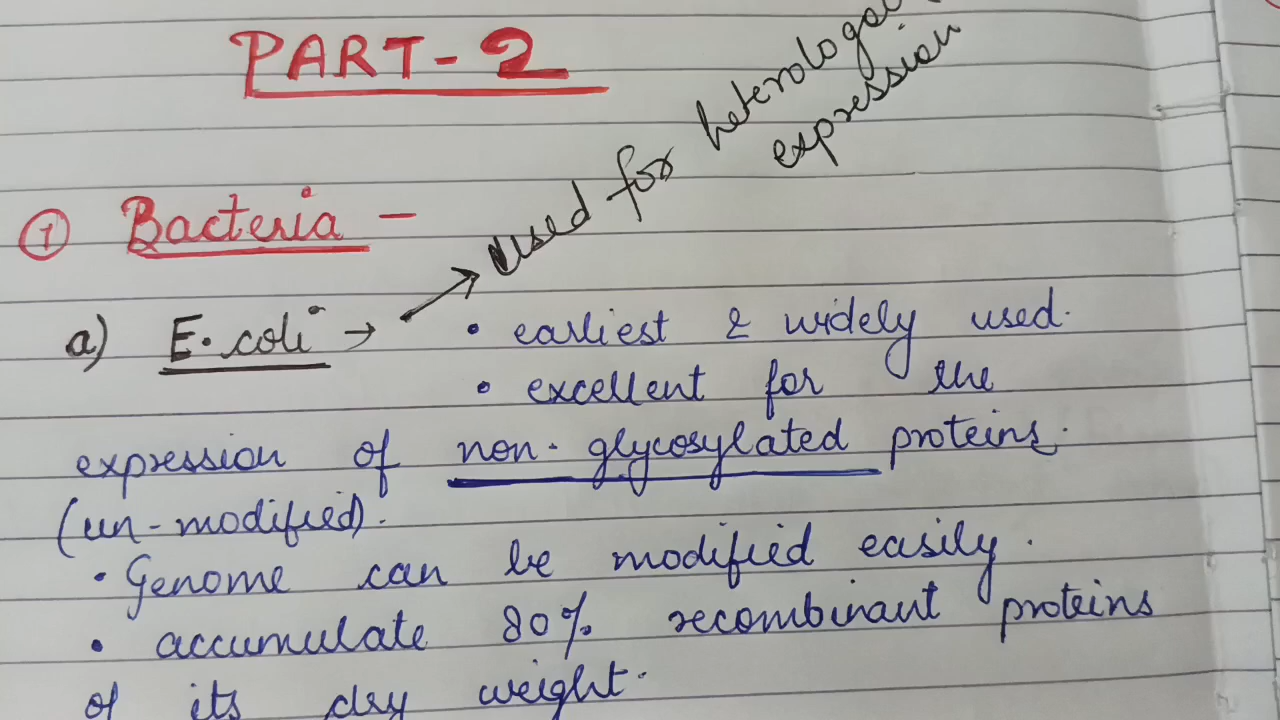 PART-2
used for
expression
① Bacteria -
a) E. coli → • earliest & widely used.
• excellent for the
expression of non-glycosylated proteins.
(un-modified).
• Genome can be modified easily.
• accumulate 80% recombinant proteins
of its dry weight.